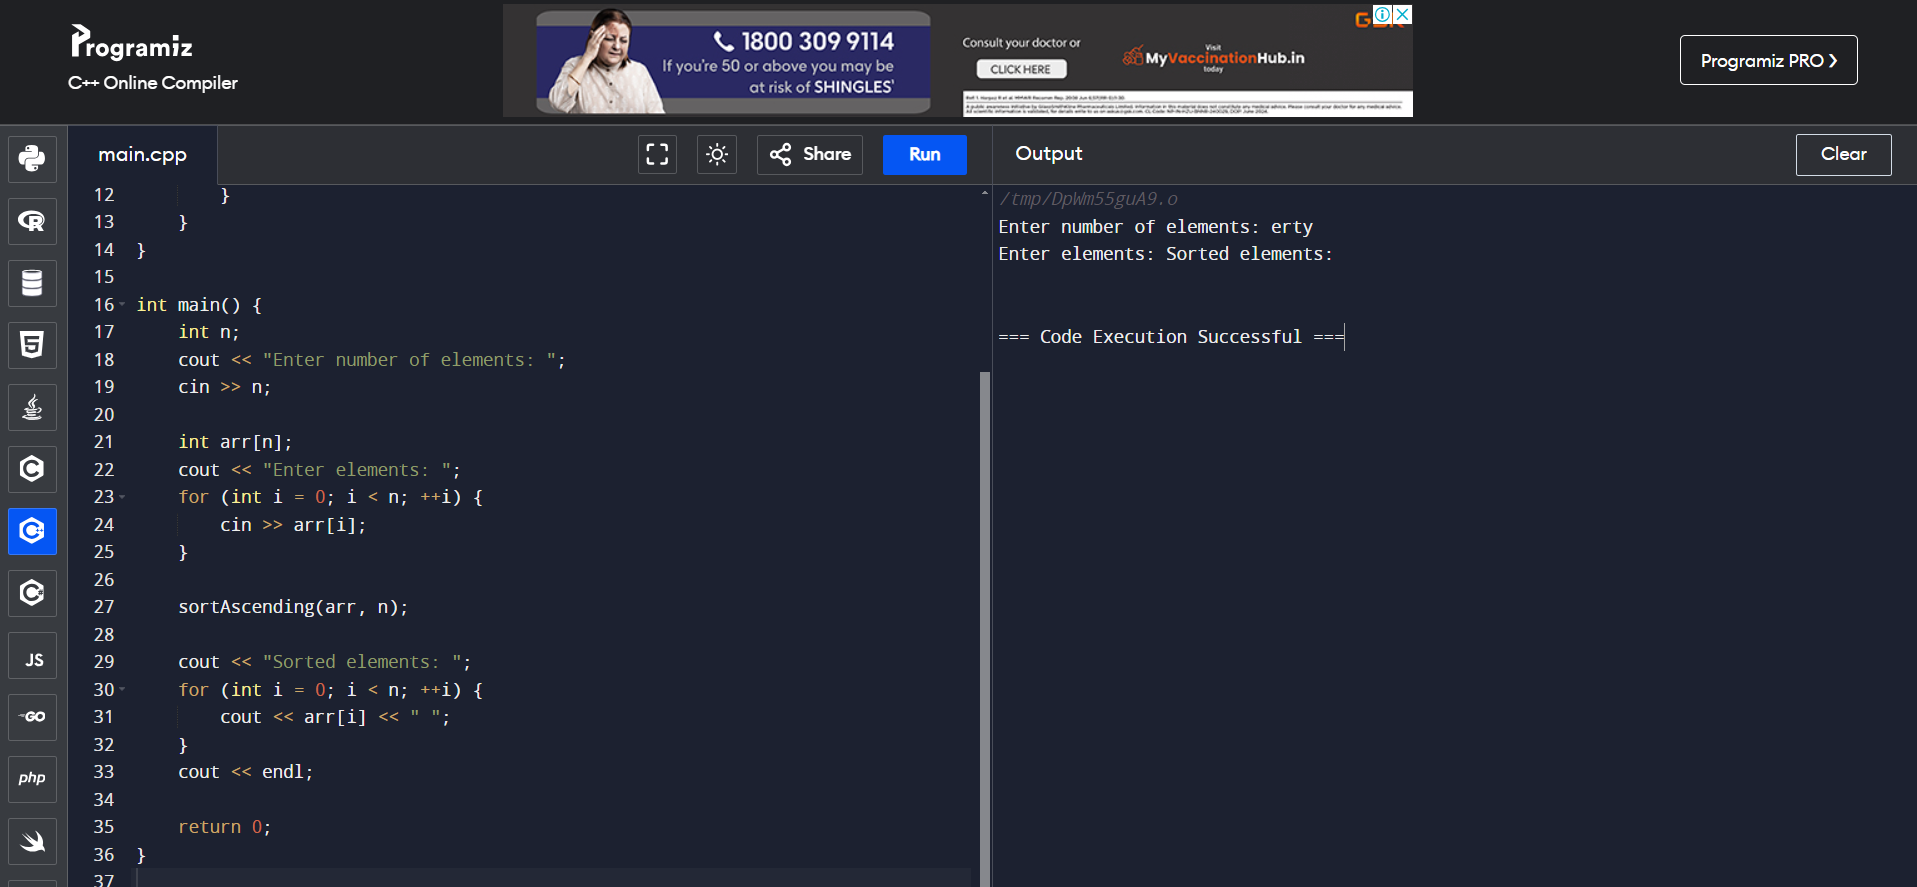 Programiz
C++ Online Compiler
1800 309 9114
If you're 50 or above you may be
at risk of SHINGLES*
Consult your doctor or
CLICK HERE
Visit
MyVaccinationHub.in
today
Programiz PRO
main.cpp
Share
Run
Output
Clear
12 }
13 }
14 }
15
16 int main() {
17 int n;
18 cout << "Enter number of elements: ";
19 cin >> n;
20
21 int arr[n];
22 cout << "Enter elements: ";
23 for (int i = 0; i < n; ++i) {
24 cin >> arr[i];
25 }
26
27 sortAscending(arr, n);
28
29 cout << "Sorted elements: ";
30 for (int i = 0; i < n; ++i) {
31 cout << arr[i] << " ";
32 }
33 cout << endl;
34
35 return 0;
36 }
37
/tmp/DpWm55guA9.o
Enter number of elements: erty
Enter elements: Sorted elements:
=== Code Execution Successful ===
R
5
C
C
C
JS
GO
php